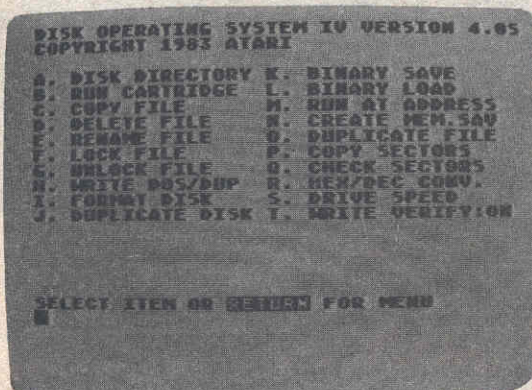 DISK OPERATING SYSTEM IV VERSION 4.05
COPYRIGHT 1983 ATARI
A. DISK DIRECTORY K. BINARY SAVE
B. RUN CARTRIDGE L. BINARY LOAD
C. COPY FILE M. RUN AT ADDRESS
D. DELETE FILE N. CREATE MEM.SAV
E. RENAME FILE O. DUPLICATE FILE
F. LOCK FILE P. COPY SECTORS
G. UNLOCK FILE Q. CHECK SECTORS
H. WRITE DOS/DUP R. HEX/DEC CONV.
I. FORMAT DISK S. DRIVE SPEED
J. DUPLICATE DISK T. WRITE VERIFY:ON
SELECT ITEM OR RETURN FOR MENU